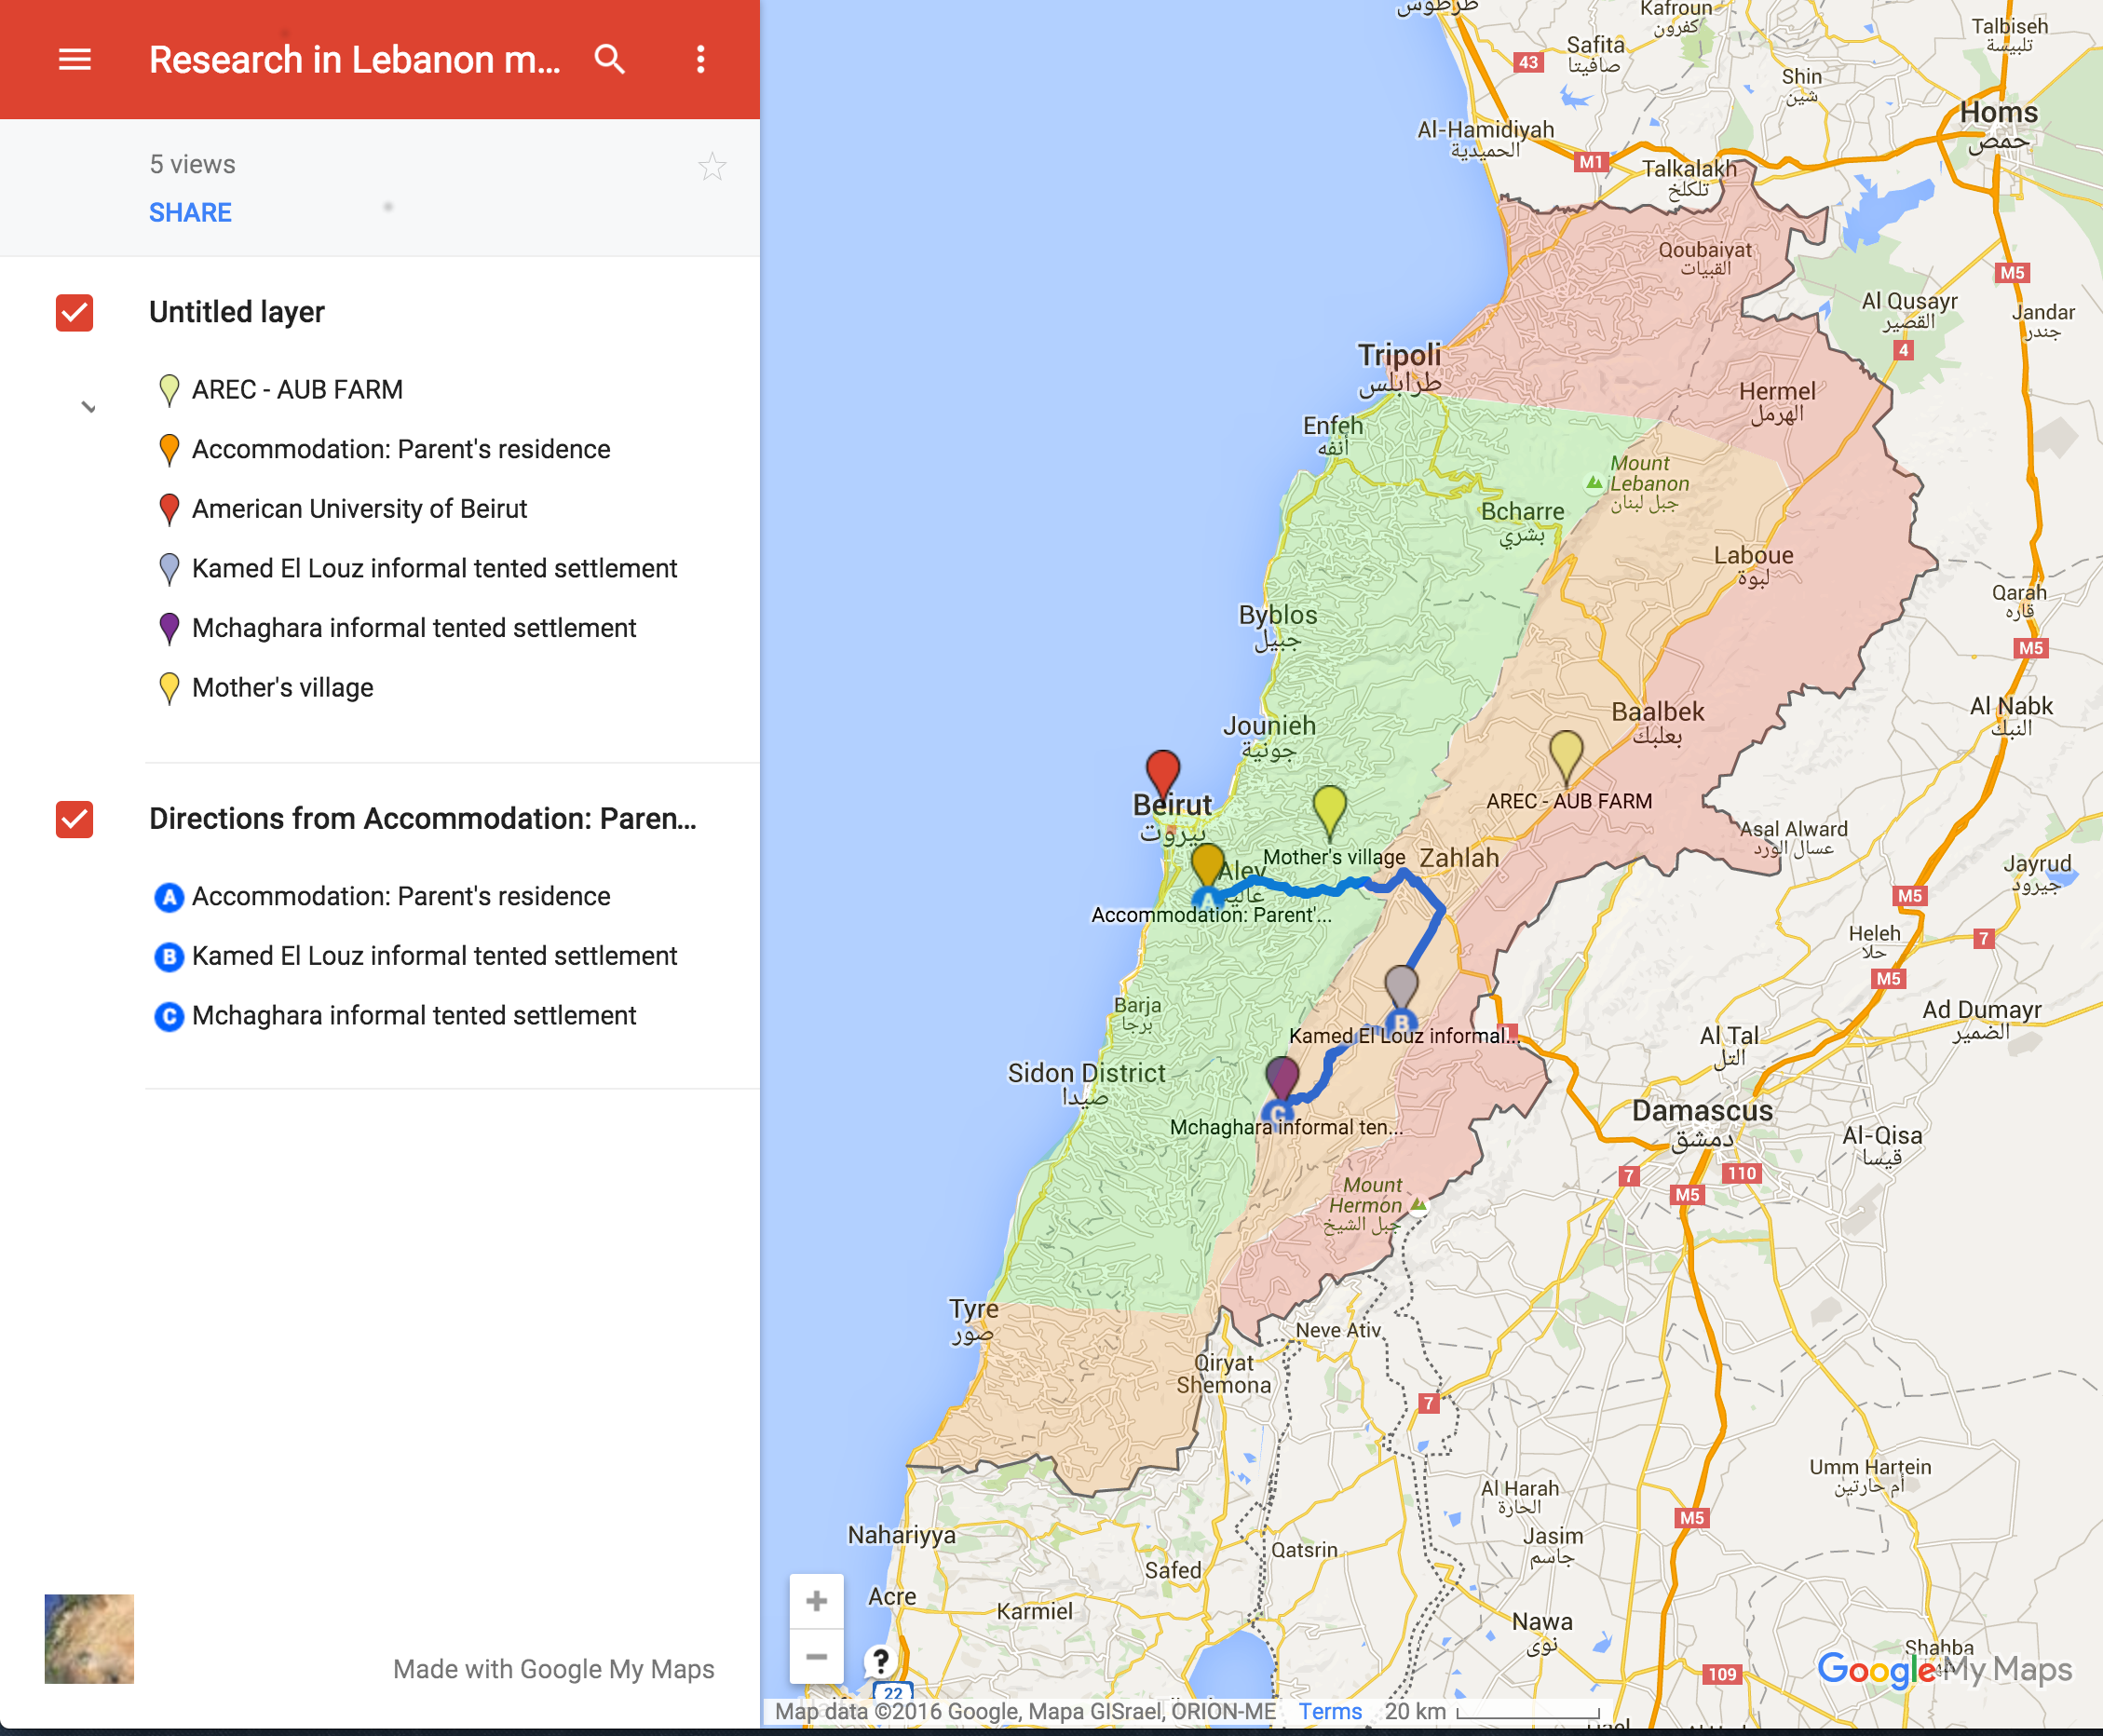 Research in Lebanon m...
5 views
SHARE
Untitled layer
AREC - AUB FARM
Accommodation: Parent's residence
American University of Beirut
Kamed El Louz informal tented settlement
Mchaghara informal tented settlement
Mother's village
Directions from Accommodation: Paren...
A Accommodation: Parent's residence
B Kamed El Louz informal tented settlement
C Mchaghara informal tented settlement
Made with Google My Maps
طرطوس
Kafroun
كفرون
Talbiseh
تلبيسة
Safita
صافيتا
43
Shin
شين
Homs
حمص
Al-Hamidiyah
الحميدية
M1
Talkalakh
تلكلخ
Qoubaiyat
القبيات
M5
Al Qusayr
القصير
Jandar
جندر
4
Tripoli
طرابلس
Hermel
الهرمل
Enfeh
أنفه
Mount
Lebanon
جبل لبنان
Bcharre
بشري
Laboue
لبوة
Qarah
قاره
M5
Byblos
جبيل
Al Nabk
النبك
Baalbek
بعلبك
Jounieh
جونية
AREC - AUB FARM
Beirut
بيروت
Asal Alward
عسال الورد
Mother's village
Zahlah
Jayrud
جيرود
Aley
عاليه
A
M5
Accommodation: Parent'...
Heleh
حلا
7
M5
Barja
برجا
B
Kamed El Louz informal...
Ad Dumayr
الضمير
Al Tal
التل
Sidon District
صيدا
C
Mchaghara informal ten...
Damascus
دمشق
Al-Qisa
قيسا
7
110
M5
Mount
Hermon
جبل الشيخ
Tyre
صور
Neve Ativ
Qiryat
Shemona
7
Umm Hartein
أم حارتين
Al Harah
الحارة
M5
Nahariyya
Jasim
جاسم
Qatsrin
Safed
Acre
Karmiel
Nawa
نوى
Shahba
109
22
+
−
?
Google My Maps
Map data ©2016 Google, Mapa GISrael, ORION-ME Terms 20 km